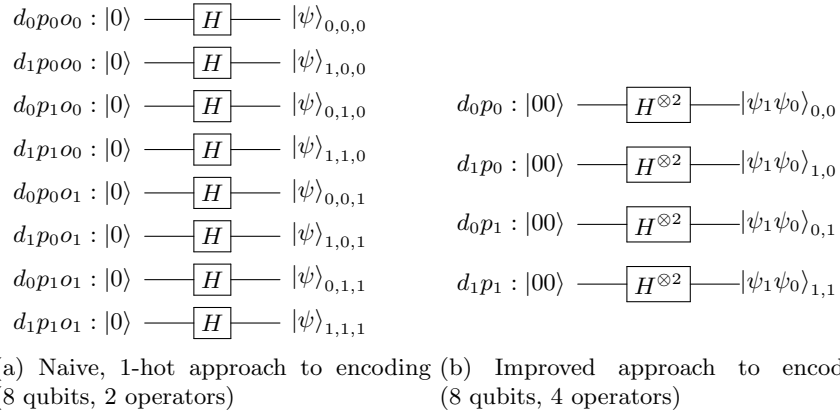 d₀p₀o₀ : |0⟩ H |ψ⟩₀,₀,₀
d₁p₀o₀ : |0⟩ H |ψ⟩₁,₀,₀
d₀p₁o₀ : |0⟩ H |ψ⟩₀,₁,₀
d₁p₁o₀ : |0⟩ H |ψ⟩₁,₁,₀
d₀p₀o₁ : |0⟩ H |ψ⟩₀,₀,₁
d₁p₀o₁ : |0⟩ H |ψ⟩₁,₀,₁
d₀p₁o₁ : |0⟩ H |ψ⟩₀,₁,₁
d₁p₁o₁ : |0⟩ H |ψ⟩₁,₁,₁
a) Naive, 1-hot approach to encoding
8 qubits, 2 operators)
d₀p₀ : |00⟩ H⊗² |ψ₁ψ₀⟩₀,₀
d₁p₀ : |00⟩ H⊗² |ψ₁ψ₀⟩₁,₀
d₀p₁ : |00⟩ H⊗² |ψ₁ψ₀⟩₀,₁
d₁p₁ : |00⟩ H⊗² |ψ₁ψ₀⟩₁,₁
(b) Improved approach to encod
(8 qubits, 4 operators)